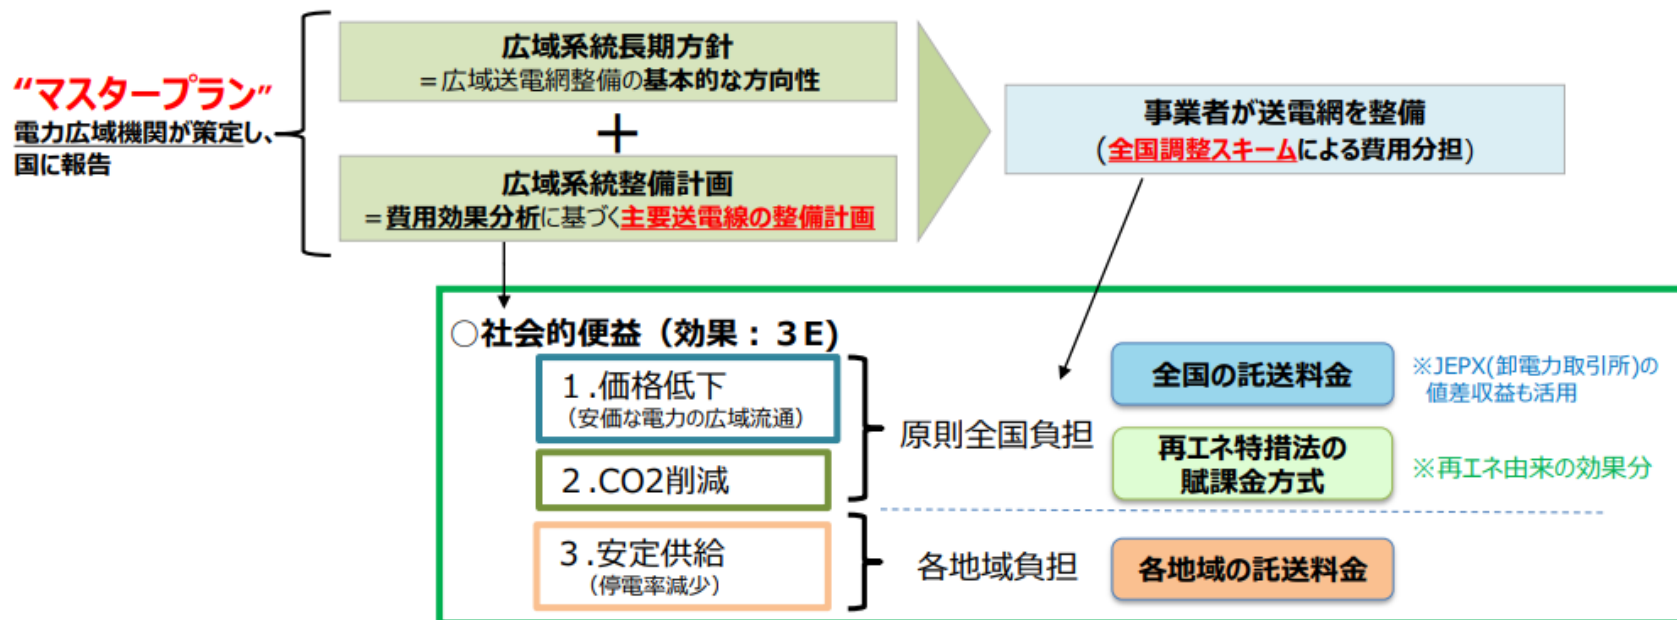 “マスタープラン”
電力広域機関が策定し、
国に報告
広域系統長期方針
＝広域送電網整備の基本的な方向性
＋
広域系統整備計画
＝費用効果分析に基づく主要送電線の整備計画
事業者が送電網を整備
(全国調整スキームによる費用分担)
○社会的便益（効果：３E)
１.価格低下
（安価な電力の広域流通）
２.CO2削減
３.安定供給
（停電率減少）
原則全国負担
各地域負担
全国の託送料金
※JEPX(卸電力取引所)の
値差収益も活用
再エネ特措法の
賦課金方式
※再エネ由来の効果分
各地域の託送料金